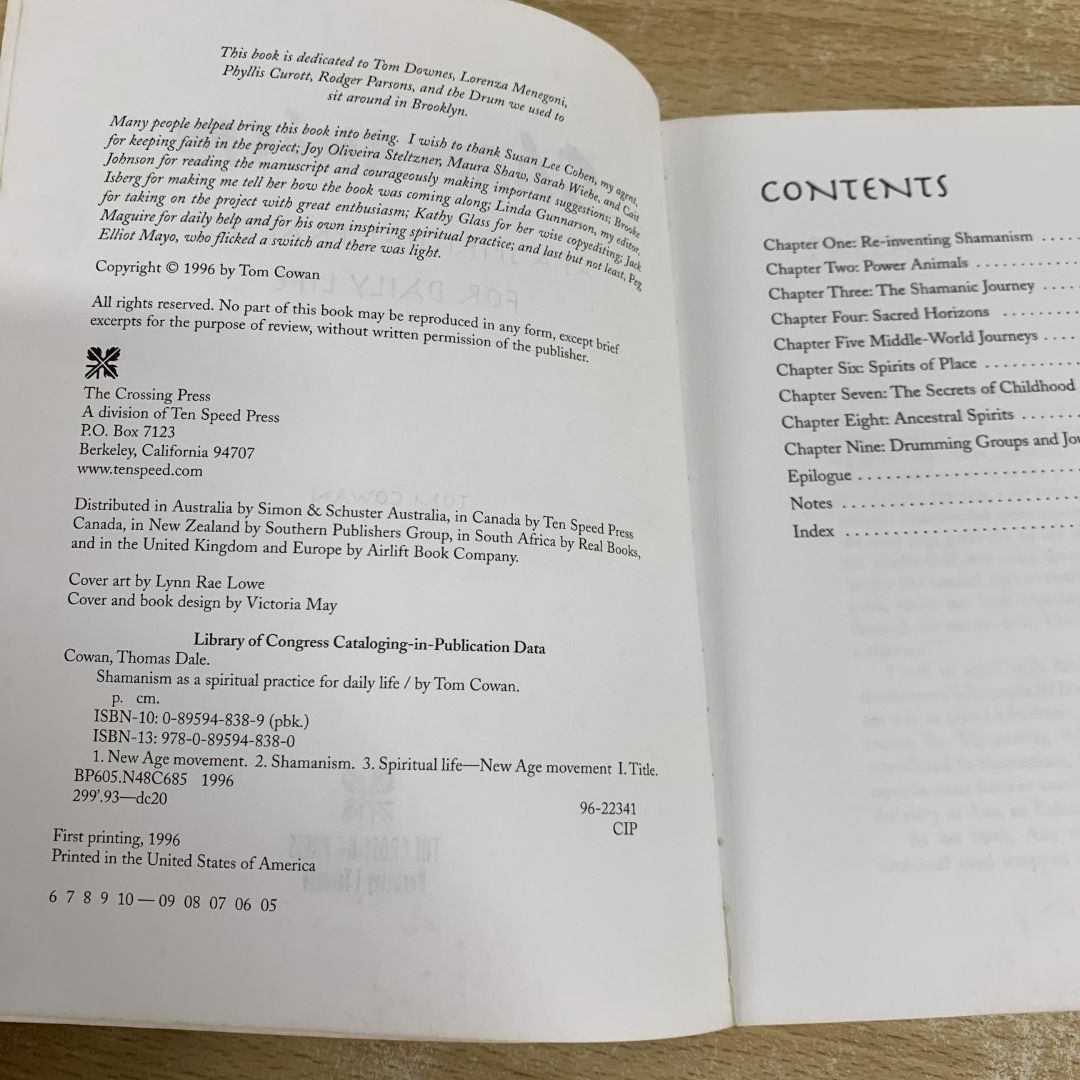 This book is dedicated to Tom Downes, Lorenza Menegoni,
Phyllis Curott, Rodger Parsons, and the Drum we used to
sit around in Brooklyn.
Many people helped bring this book into being. I wish to thank Susan Lee Cohen, my agent,
for keeping faith in the project; Joy Oliveira Steltzner, Maura Shaw, Sarah Wiehe, and Cait
Johnson for reading the manuscript and courageously making important suggestions; Brooke
Isberg for making me tell her how the book was coming along; Linda Gunnarson, my editor,
for taking on the project with great enthusiasm; Kathy Glass for her wise copyediting; Jack
Maguire for daily help and for his own inspiring spiritual practice; and last but not least, Peg
Elliot Mayo, who flicked a switch and there was light.
Copyright © 1996 by Tom Cowan
All rights reserved. No part of this book may be reproduced in any form, except brief
excerpts for the purpose of review, without written permission of the publisher.
The Crossing Press
A division of Ten Speed Press
P.O. Box 7123
Berkeley, California 94707
www.tenspeed.com
Distributed in Australia by Simon & Schuster Australia, in Canada by Ten Speed Press
Canada, in New Zealand by Southern Publishers Group, in South Africa by Real Books,
and in the United Kingdom and Europe by Airlift Book Company.
Cover art by Lynn Rae Lowe
Cover and book design by Victoria May
Library of Congress Cataloging-in-Publication Data
Cowan, Thomas Dale.
Shamanism as a spiritual practice for daily life / by Tom Cowan.
p. cm.
ISBN-10: 0-89594-838-9 (pbk.)
ISBN-13: 978-0-89594-838-0
1. New Age movement. 2. Shamanism. 3. Spiritual life—New Age movement I. Title.
BP605.N48C685 1996
299'.93—dc20
96-22341
CIP
First printing, 1996
Printed in the United States of America
6 7 8 9 10 — 09 08 07 06 05
CONTENTS
Chapter One: Re-inventing Shamanism .....
Chapter Two: Power Animals .............
Chapter Three: The Shamanic Journey ....
Chapter Four: Sacred Horizons ..........
Chapter Five Middle-World Journeys ....
Chapter Six: Spirits of Place ............
Chapter Seven: The Secrets of Childhood
Chapter Eight: Ancestral Spirits .......
Chapter Nine: Drumming Groups and
Epilogue ..........................
Notes ............................
Index ............................